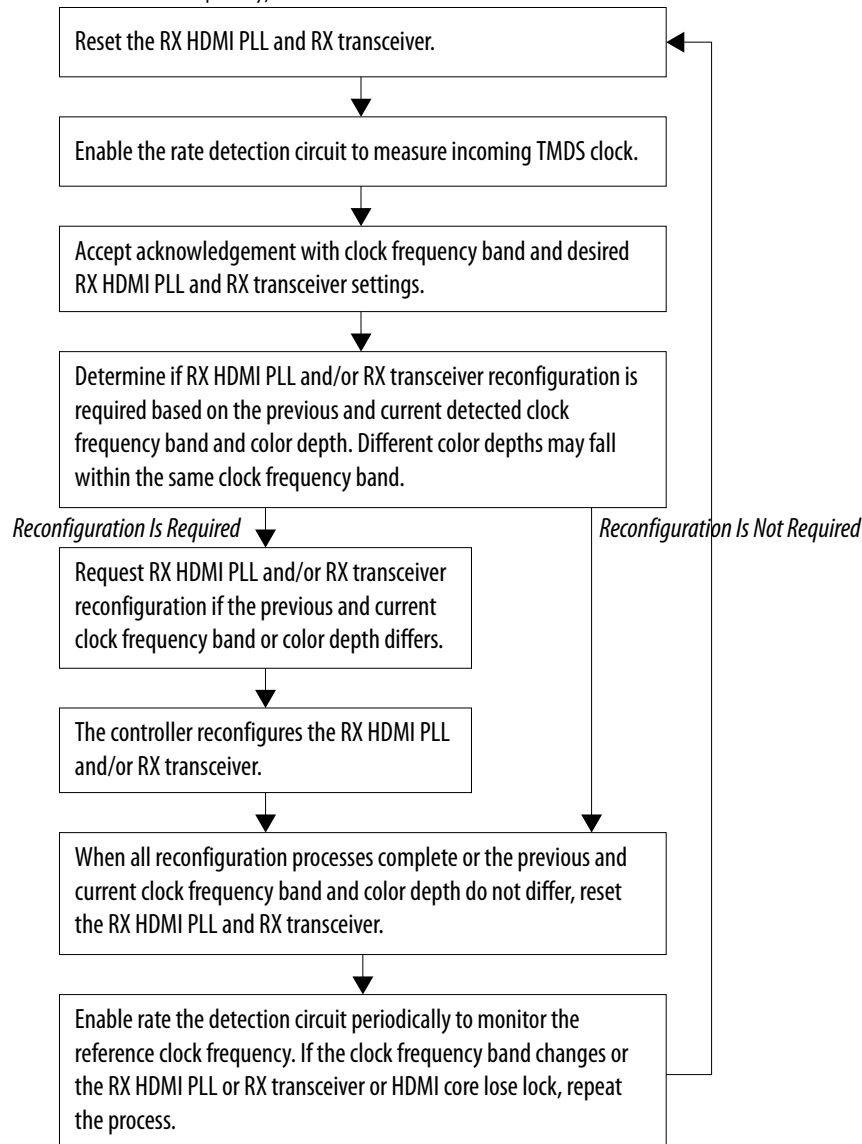 Reset the RX HDMI PLL and RX transceiver.
Enable the rate detection circuit to measure incoming TMDS clock.
Accept acknowledgement with clock frequency band and desired
RX HDMI PLL and RX transceiver settings.
Determine if RX HDMI PLL and/or RX transceiver reconfiguration is
required based on the previous and current detected clock
frequency band and color depth. Different color depths may fall
within the same clock frequency band.
Reconfiguration Is Required
Reconfiguration Is Not Required
Request RX HDMI PLL and/or RX transceiver
reconfiguration if the previous and current
clock frequency band or color depth differs.
The controller reconfigures the RX HDMI PLL
and/or RX transceiver.
When all reconfiguration processes complete or the previous and
current clock frequency band and color depth do not differ, reset
the RX HDMI PLL and RX transceiver.
Enable rate the detection circuit periodically to monitor the
reference clock frequency. If the clock frequency band changes or
the RX HDMI PLL or RX transceiver or HDMI core lose lock, repeat
the process.